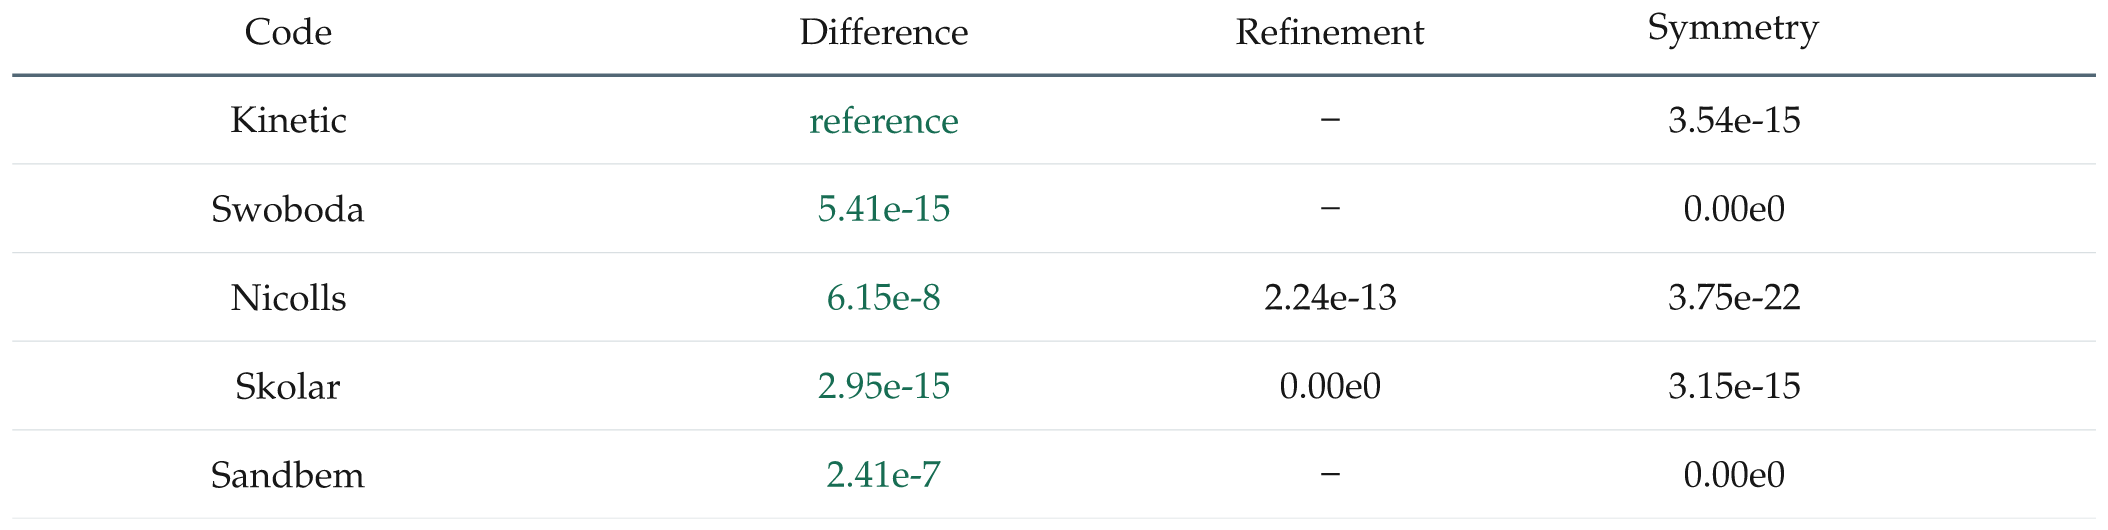 Code Difference Refinement Symmetry
Kinetic reference – 3.54e-15
Swoboda 5.41e-15 – 0.00e0
Nicolls 6.15e-8 2.24e-13 3.75e-22
Skolar 2.95e-15 0.00e0 3.15e-15
Sandbem 2.41e-7 – 0.00e0